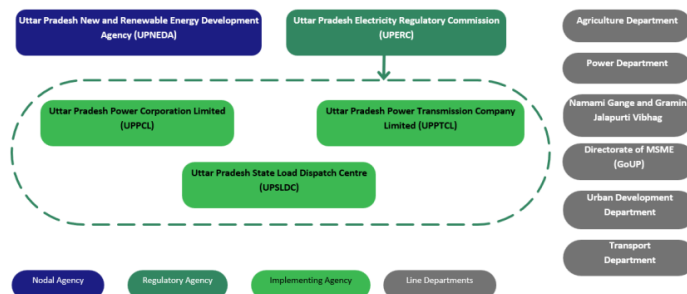 Uttar Pradesh New and Renewable Energy Development
Agency (UPNEDA)
Uttar Pradesh Electricity Regulatory Commission
(UPERC)
Agriculture Department
Power Department
Uttar Pradesh Power Corporation Limited
(UPPCL)
Uttar Pradesh Power Transmission Company
Limited (UPPTCL)
Namami Gange and Gramin
Jalapurti Vibhag
Directorate of MSME
(GoUP)
Uttar Pradesh State Load Dispatch Centre
(UPSLDC)
Urban Development
Department
Transport
Department
Nodal Agency
Regulatory Agency
Implementing Agency
Line Departments